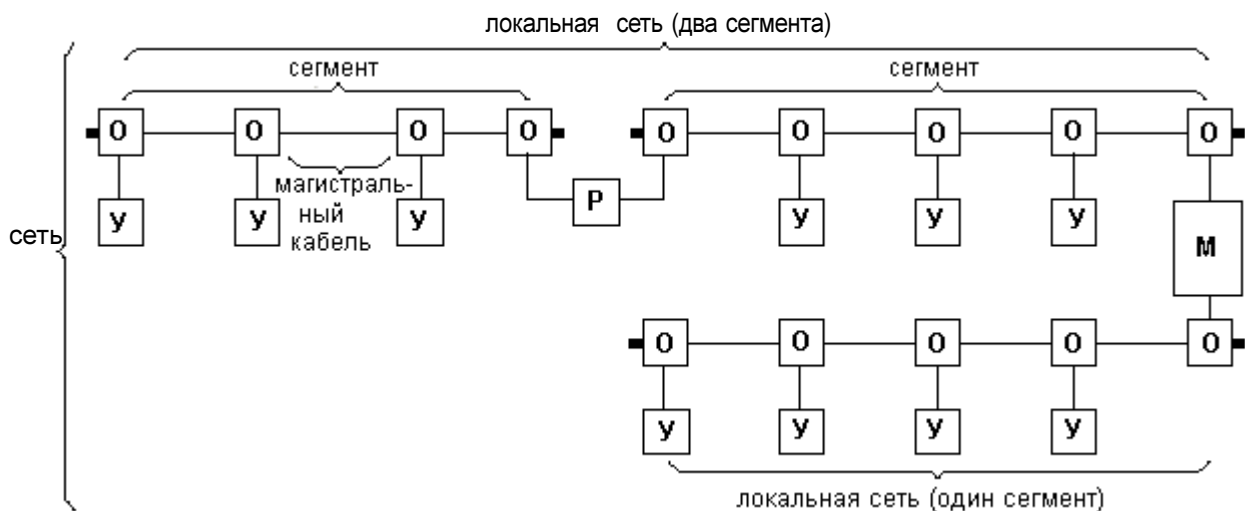 локальная сеть (два сегмента)
сегмент сегмент
О О О О О О О О О
магистраль-
ный
кабель
У У У Р У У У
сеть
М
О О О О О
У У У У
локальная сеть (один сегмент)